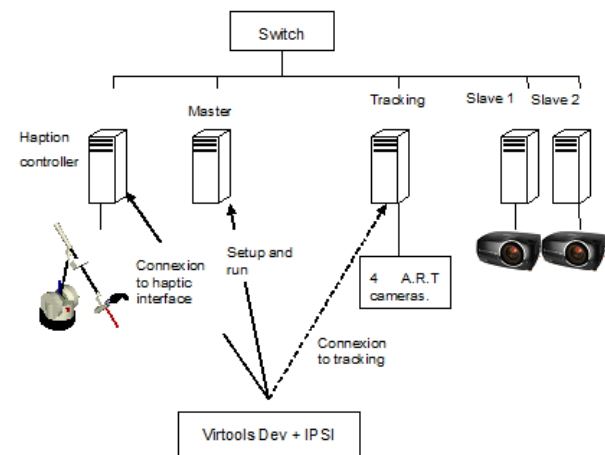 Switch
Haption
controller
Master
Tracking
Slave 1
Slave 2
Connexion
to haptic
interface
Setup and
run
4 A.R.T
cameras.
Connexion
to tracking
Virtools Dev + IPSI